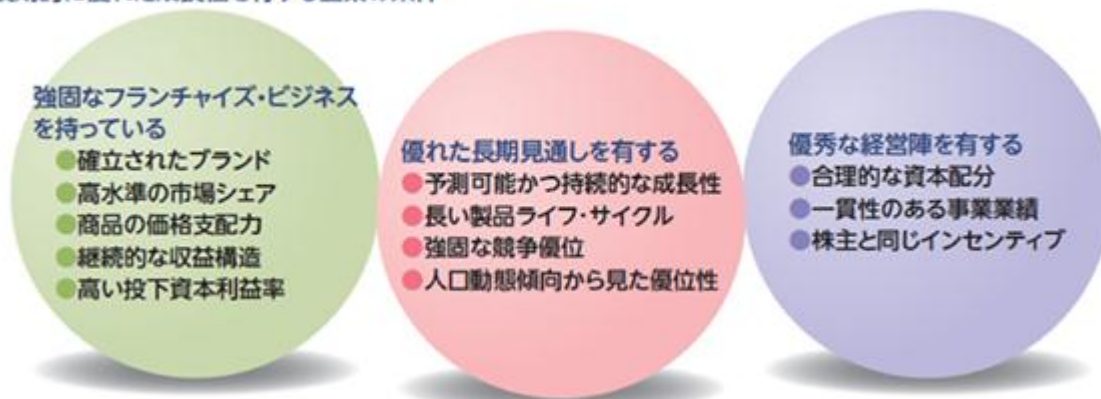 強固なフランチャイズ・ビジネス
を持っている
●確立されたブランド
●高水準の市場シェア
●商品の価格支配力
●継続的な収益構造
●高い投下資本利益率
優れた長期見通しを有する
●予測可能かつ持続的な成長性
●長い製品ライフ・サイクル
●強固な競争優位
●人口動態傾向から見た優位性
優秀な経営陣を有する
●合理的な資本配分
●一貫性のある事業業績
●株主と同じインセンティブ